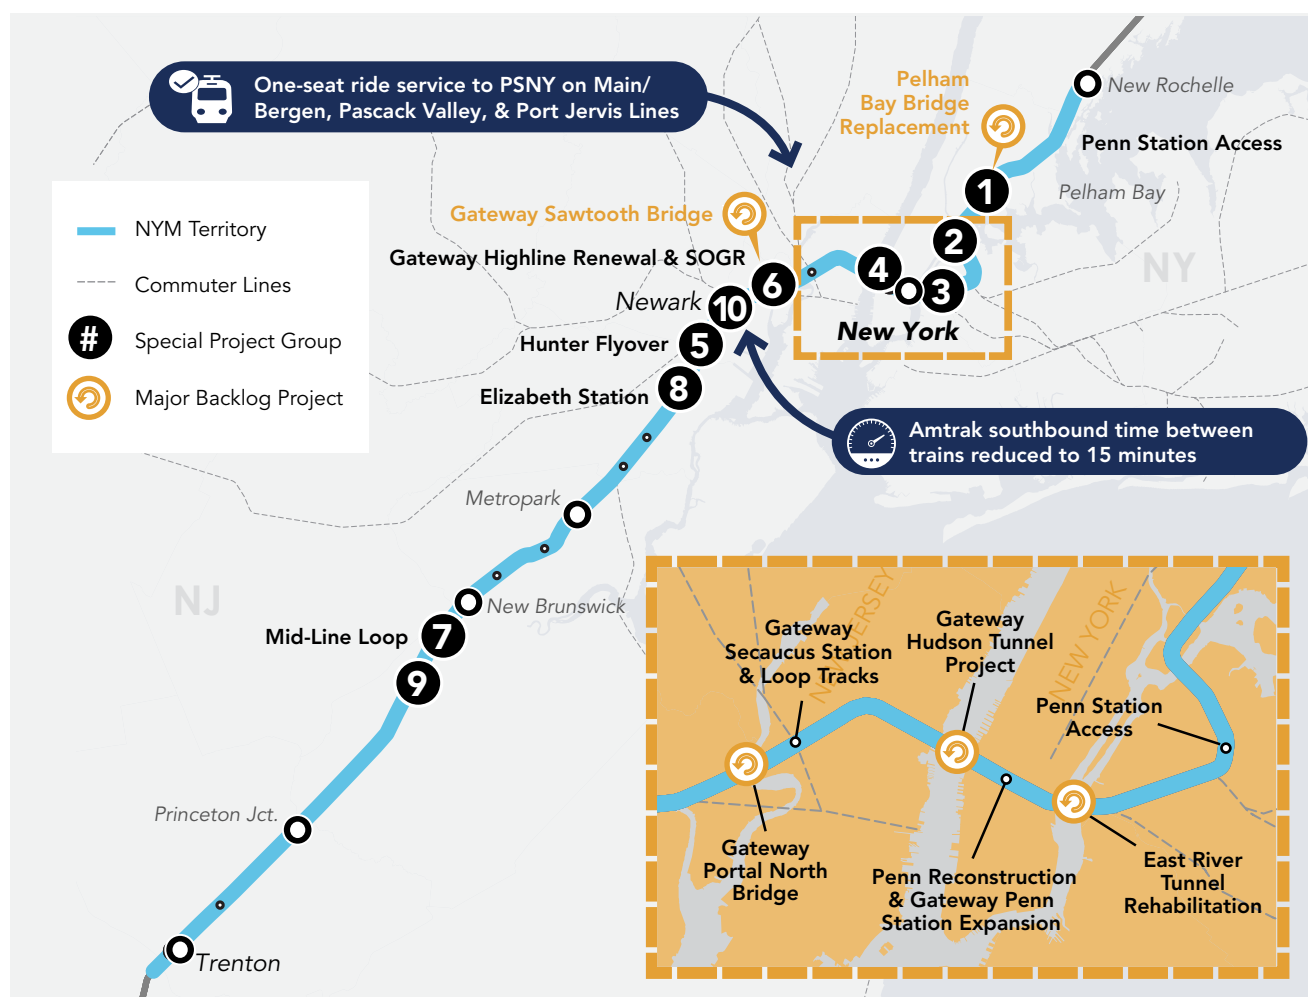 One-seat ride service to PSNY on Main/
Bergen, Pascack Valley, & Port Jervis Lines
Pelham
Bay Bridge
Replacement
New Rochelle
Penn Station Access
Pelham Bay
1
NYM Territory
Commuter Lines
#
Special Project Group
Major Backlog Project
Gateway Sawtooth Bridge
Gateway Highline Renewal & SOGR
2
4
3
6
New York
NY
Newark
10
Hunter Flyover
5
Elizabeth Station
8
Amtrak southbound time between
trains reduced to 15 minutes
Metropark
NJ
New Brunswick
Mid-Line Loop
7
9
Princeton Jct.
Trenton
NEW JERSEY
NEW YORK
Gateway
Secaucus Station
& Loop Tracks
Gateway
Hudson Tunnel
Project
Penn Station
Access
Gateway
Portal North
Bridge
Penn Reconstruction
& Gateway Penn
Station Expansion
East River
Tunnel
Rehabilitation